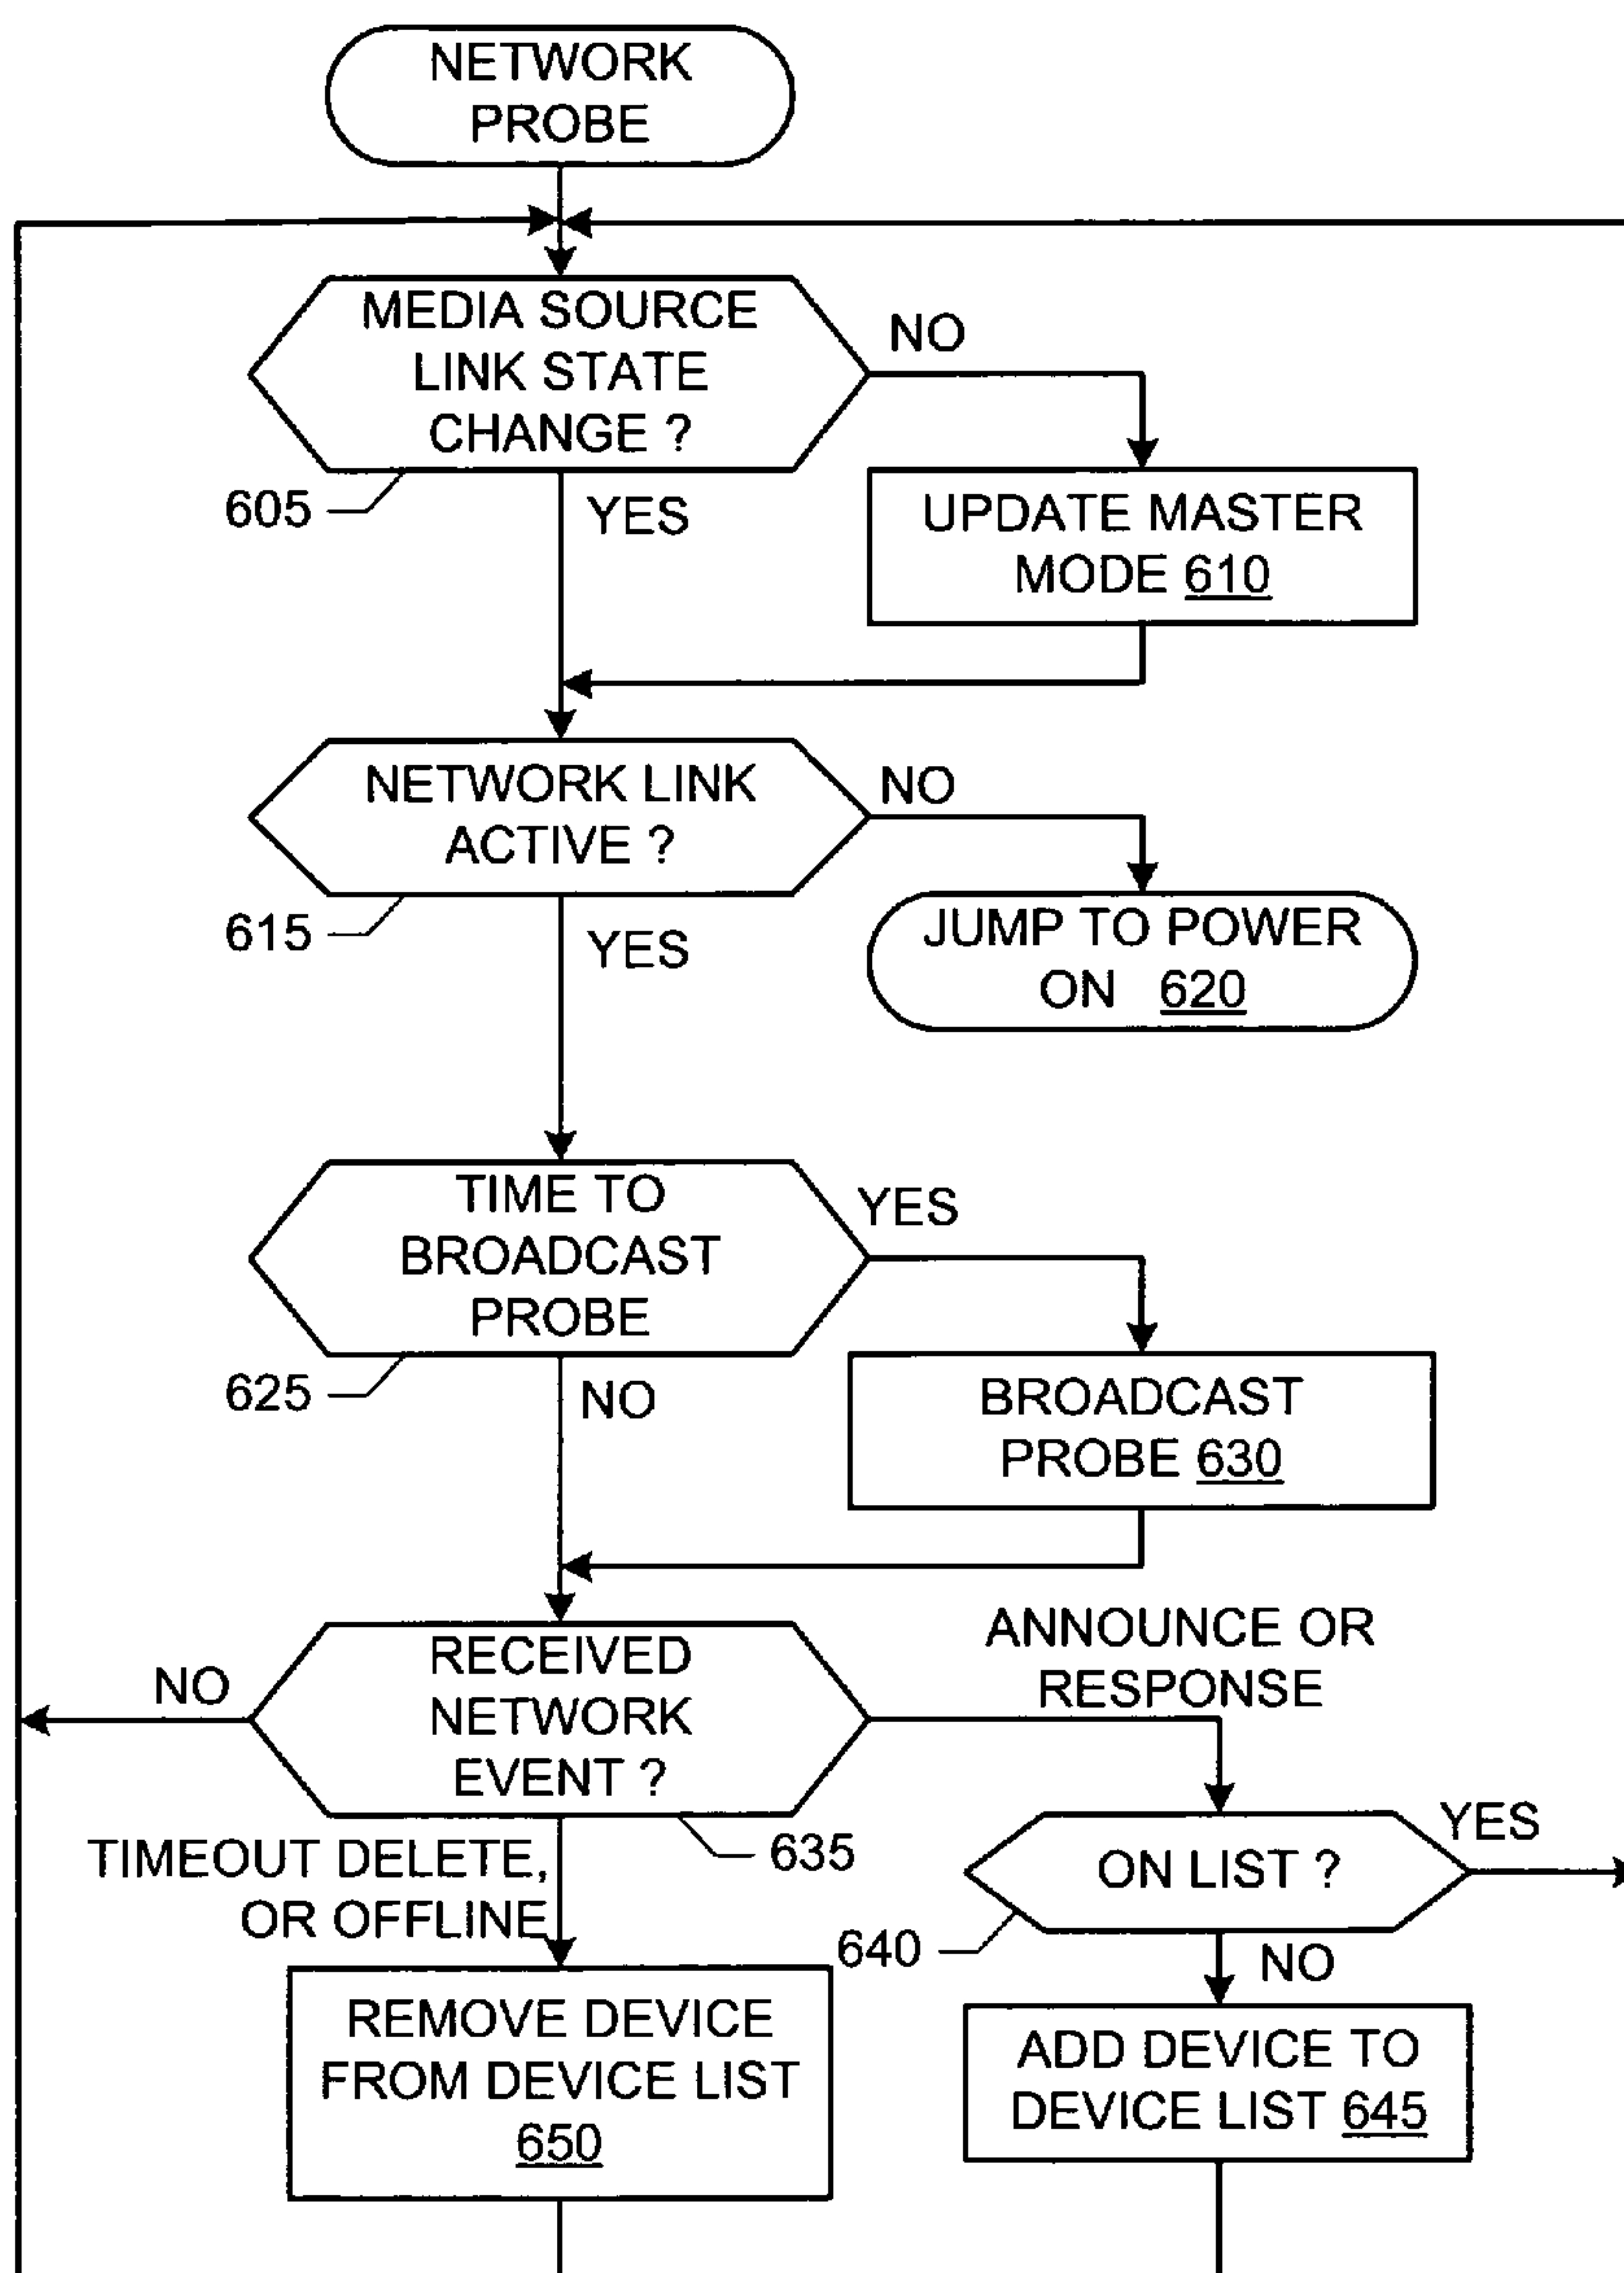 NETWORK
PROBE
MEDIA SOURCE
LINK STATE
CHANGE ?
NO
605
YES
UPDATE MASTER
MODE 610
NETWORK LINK
ACTIVE ?
NO
615
YES
JUMP TO POWER
ON 620
TIME TO
BROADCAST
PROBE
YES
625
NO
BROADCAST
PROBE 630
RECEIVED
NETWORK
EVENT ?
NO
ANNOUNCE OR
RESPONSE
635
TIMEOUT DELETE,
OR OFFLINE
ON LIST ?
YES
640
NO
REMOVE DEVICE
FROM DEVICE LIST
650
ADD DEVICE TO
DEVICE LIST 645